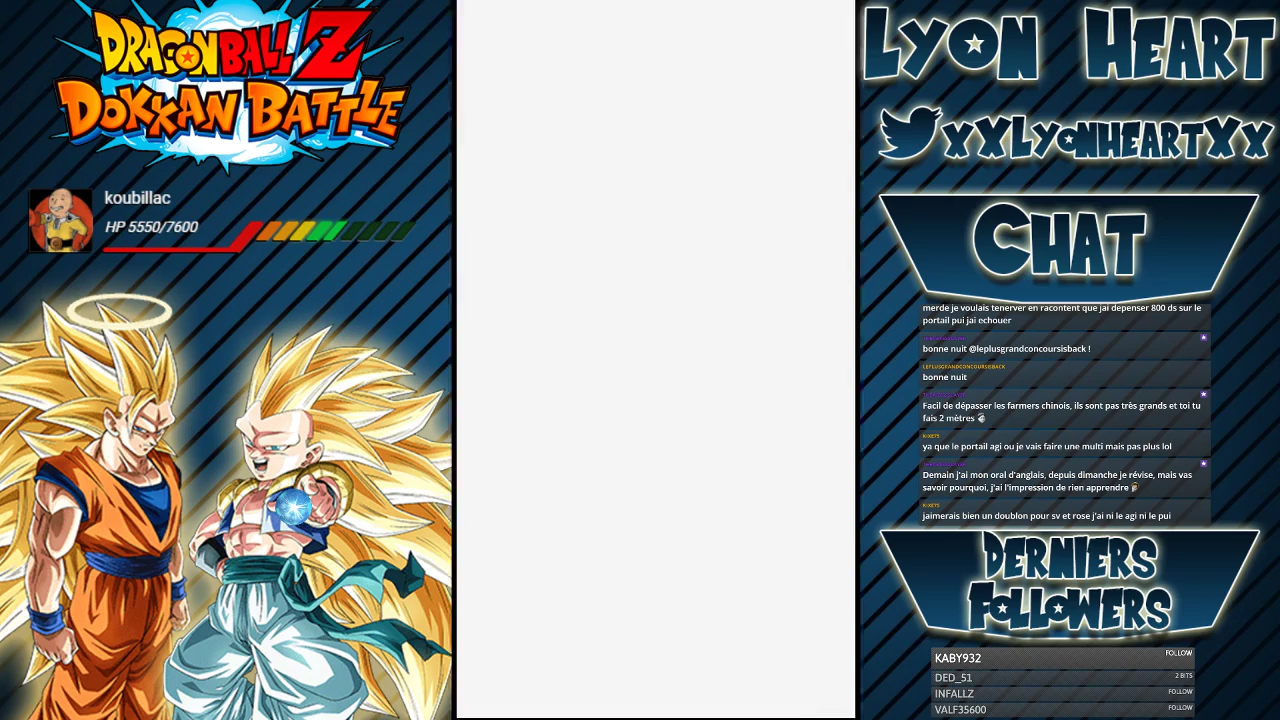 DRAGONBALL Z
DOKKAN BATTLE
koubillac
HP 5550/7600
LYON HEART
XXLYONHEARTXX
CHAT
merde je voulais tenerver en racontent que jai depenser 800 ds sur le
portail pui jai echouer
bonne nuit @leplusgrandconcoursisback !
LEPLUSGRANDCONCOURSISBACK
bonne nuit
Facil de dépasser les farmers chinois, ils sont pas très grands et toi tu
fais 2 mètres
ya que le portail agi ou je vais faire une multi mais pas plus lol
Demain j'ai mon oral d'anglais, depuis dimanche je révise, mais vas
savoir pourquoi, j'ai l'impression de rien apprendre
jaimerais bien un doublon pour sv et rose j'ai ni le agi ni le pui
DERNIERS
FOLLOWERS
KABY932 FOLLOW
DED_51 2 BITS
INFALLZ FOLLOW
VALF35600 FOLLOW